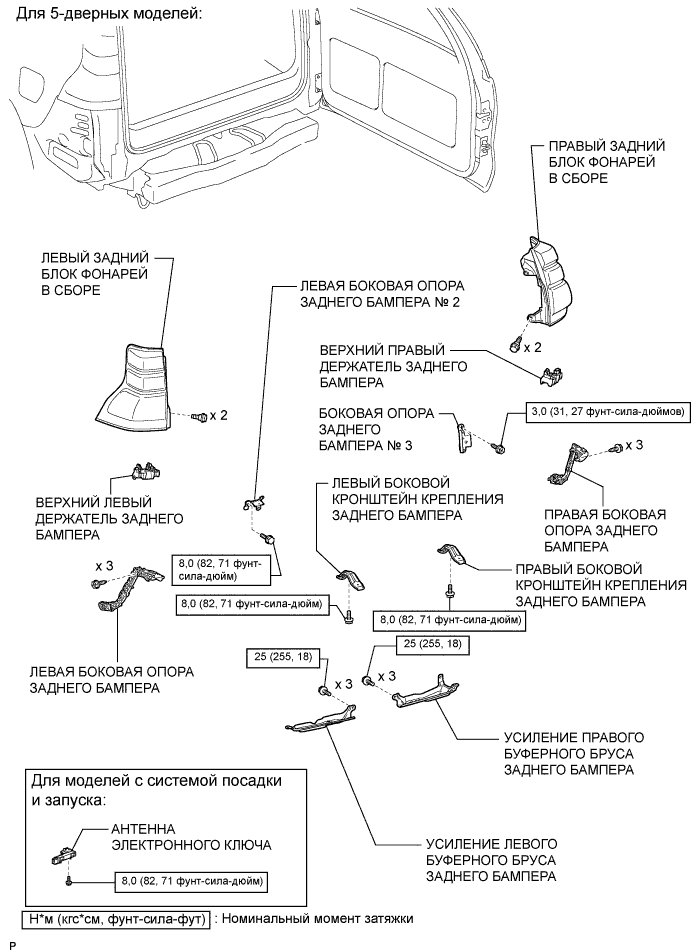 Для 5-дверных моделей:
ПРАВЫЙ ЗАДНИЙ
БЛОК ФОНАРЕЙ
В СБОРЕ
ЛЕВЫЙ ЗАДНИЙ
БЛОК ФОНАРЕЙ
В СБОРЕ
ЛЕВАЯ БОКОВАЯ ОПОРА
ЗАДНЕГО БАМПЕРА № 2
x 2
ВЕРХНИЙ ПРАВЫЙ
ДЕРЖАТЕЛЬ ЗАДНЕГО
БАМПЕРА
x 2
БОКОВАЯ ОПОРА
ЗАДНЕГО
БАМПЕРА № 3
3,0 (31, 27 фунт-сила-дюймов)
x 3
ВЕРХНИЙ ЛЕВЫЙ
ДЕРЖАТЕЛЬ ЗАДНЕГО
БАМПЕРА
ЛЕВЫЙ БОКОВОЙ
КРОНШТЕЙН КРЕПЛЕНИЯ
ЗАДНЕГО БАМПЕРА
ПРАВАЯ БОКОВАЯ
ОПОРА ЗАДНЕГО
БАМПЕРА
x 3
8,0 (82, 71 фунт-
сила-дюйм)
ПРАВЫЙ БОКОВОЙ
КРОНШТЕЙН КРЕПЛЕНИЯ
ЗАДНЕГО БАМПЕРА
8,0 (82, 71 фунт-сила-дюйм)
8,0 (82, 71 фунт-сила-дюйм)
ЛЕВАЯ БОКОВАЯ ОПОРА
ЗАДНЕГО БАМПЕРА
25 (255, 18)
25 (255, 18)
x 3
x 3
УСИЛЕНИЕ ПРАВОГО
БУФЕРНОГО БРУСА
ЗАДНЕГО БАМПЕРА
Для моделей с системой посадки
и запуска:
АНТЕННА
ЭЛЕКТРОННОГО КЛЮЧА
8,0 (82, 71 фунт-сила-дюйм)
УСИЛЕНИЕ ЛЕВОГО
БУФЕРНОГО БРУСА
ЗАДНЕГО БАМПЕРА
Н*м (кгс*см, фунт-сила-фут) : Номинальный момент затяжки
P